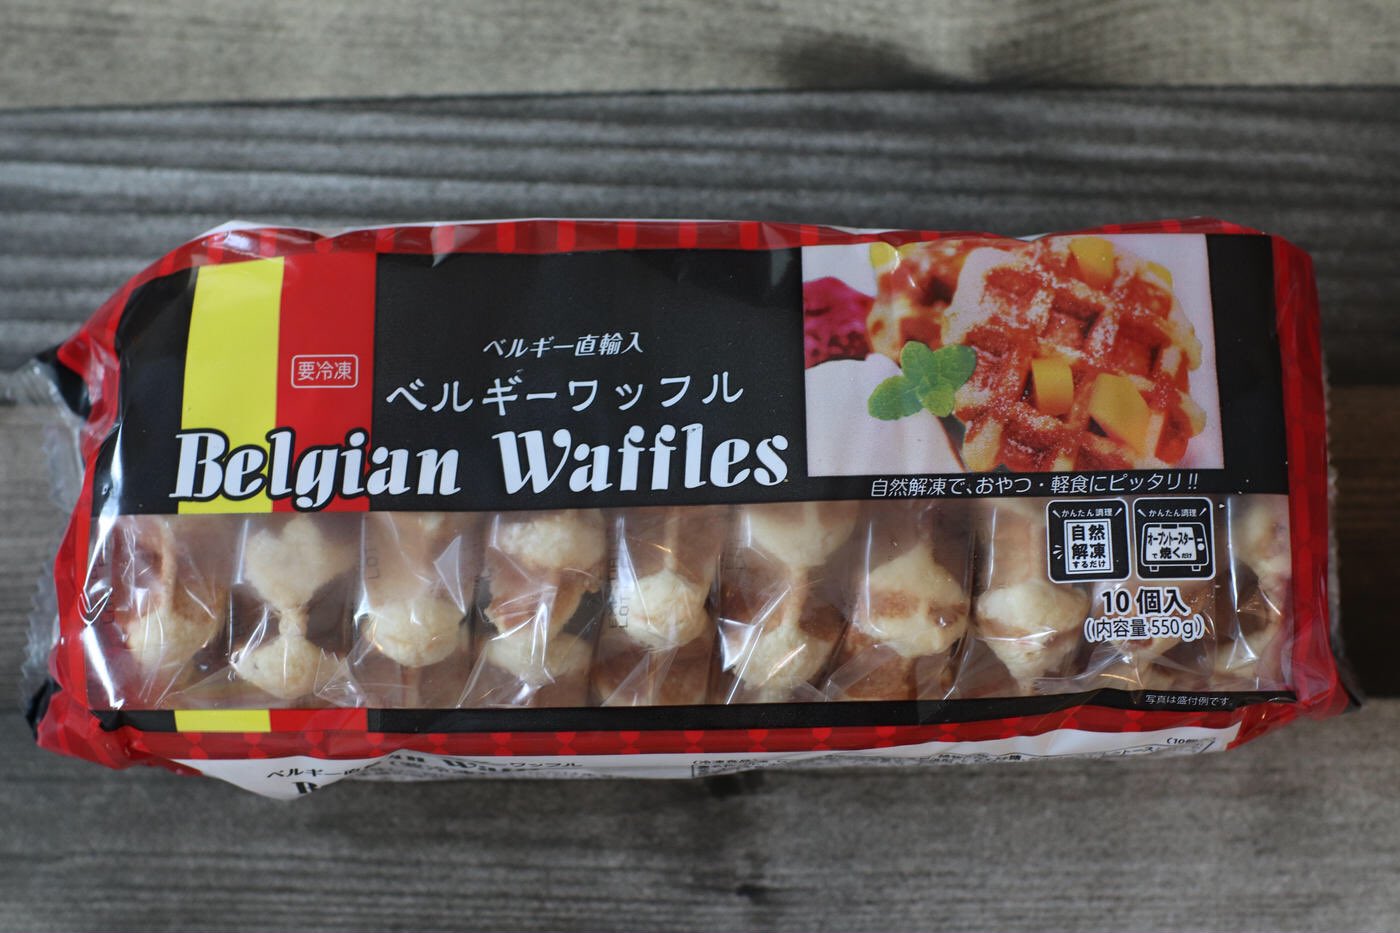 要冷凍
ベルギー直輸入
ベルギーワッフル
Belgian Waffles
自然解凍で、おやつ・軽食にピッタリ!!
かんたん調理
自然
解凍
するだけ
かんたん調理
オーブントースター
で焼くだけ
10個入
(内容量550g)
写真は盛付例です。